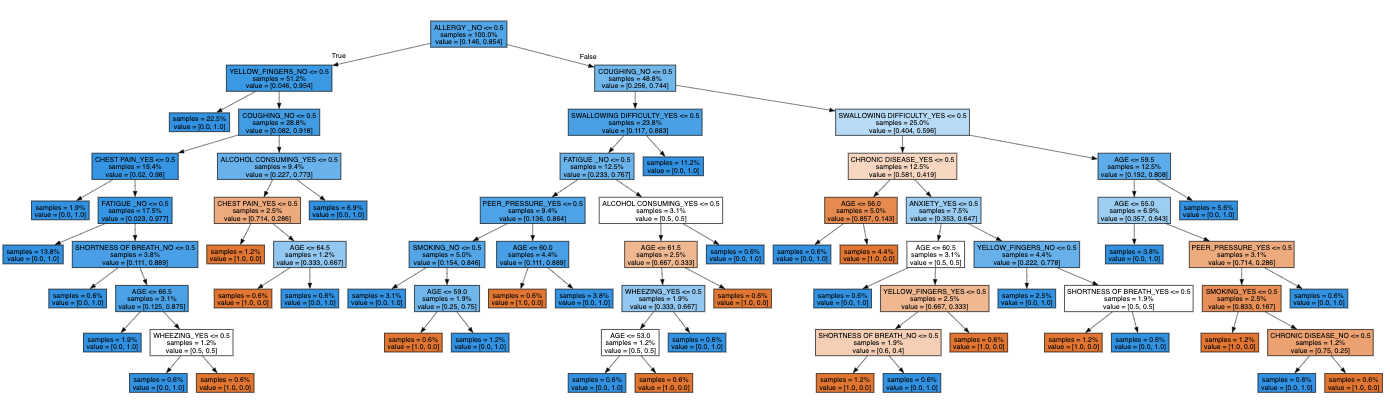 ALLERGY _NO <= 0.5
samples = 100.0%
value = [0.146, 0.854]
True
False
YELLOW_FINGERS_NO <= 0.5
samples = 51.2%
value = [0.046, 0.954]
COUGHING_NO <= 0.5
samples = 48.8%
value = [0.256, 0.744]
samples = 22.5%
value = [0.0, 1.0]
COUGHING_NO <= 0.5
samples = 28.8%
value = [0.082, 0.918]
SWALLOWING DIFFICULTY_YES <= 0.5
samples = 23.8%
value = [0.117, 0.883]
SWALLOWING DIFFICULTY_YES <= 0.5
samples = 25.0%
value = [0.404, 0.596]
CHEST PAIN_YES <= 0.5
samples = 19.4%
value = [0.02, 0.98]
ALCOHOL CONSUMING_YES <= 0.5
samples = 9.4%
value = [0.227, 0.773]
FATIGUE _NO <= 0.5
samples = 12.5%
value = [0.233, 0.767]
samples = 11.2%
value = [0.0, 1.0]
CHRONIC DISEASE_YES <= 0.5
samples = 12.5%
value = [0.581, 0.419]
AGE <= 59.5
samples = 12.5%
value = [0.192, 0.808]
samples = 1.9%
value = [0.0, 1.0]
FATIGUE _NO <= 0.5
samples = 17.5%
value = [0.023, 0.977]
CHEST PAIN_YES <= 0.5
samples = 2.5%
value = [0.714, 0.286]
samples = 6.9%
value = [0.0, 1.0]
PEER_PRESSURE_YES <= 0.5
samples = 9.4%
value = [0.136, 0.864]
ALCOHOL CONSUMING_YES <= 0.5
samples = 3.1%
value = [0.5, 0.5]
AGE <= 56.0
samples = 5.0%
value = [0.857, 0.143]
ANXIETY_YES <= 0.5
samples = 7.5%
value = [0.353, 0.647]
AGE <= 55.0
samples = 6.9%
value = [0.357, 0.643]
samples = 5.6%
value = [0.0, 1.0]
samples = 13.8%
value = [0.0, 1.0]
SHORTNESS OF BREATH_NO <= 0.5
samples = 3.8%
value = [0.111, 0.889]
samples = 1.2%
value = [1.0, 0.0]
AGE <= 64.5
samples = 1.2%
value = [0.333, 0.667]
SMOKING_NO <= 0.5
samples = 5.0%
value = [0.154, 0.846]
AGE <= 60.0
samples = 4.4%
value = [0.111, 0.889]
AGE <= 61.5
samples = 2.5%
value = [0.667, 0.333]
samples = 0.6%
value = [0.0, 1.0]
samples = 0.6%
value = [0.0, 1.0]
samples = 4.4%
value = [1.0, 0.0]
AGE <= 60.5
samples = 3.1%
value = [0.5, 0.5]
YELLOW_FINGERS_NO <= 0.5
samples = 4.4%
value = [0.222, 0.778]
samples = 3.8%
value = [0.0, 1.0]
PEER_PRESSURE_YES <= 0.5
samples = 3.1%
value = [0.714, 0.286]
samples = 0.6%
value = [0.0, 1.0]
AGE <= 66.5
samples = 3.1%
value = [0.125, 0.875]
samples = 0.6%
value = [1.0, 0.0]
samples = 0.6%
value = [0.0, 1.0]
samples = 3.1%
value = [0.0, 1.0]
AGE <= 59.0
samples = 1.9%
value = [0.25, 0.75]
samples = 0.6%
value = [1.0, 0.0]
samples = 3.8%
value = [0.0, 1.0]
WHEEZING_YES <= 0.5
samples = 1.9%
value = [0.333, 0.667]
samples = 0.6%
value = [1.0, 0.0]
samples = 0.6%
value = [0.0, 1.0]
YELLOW_FINGERS_YES <= 0.5
samples = 2.5%
value = [0.667, 0.333]
samples = 2.5%
value = [0.0, 1.0]
SHORTNESS OF BREATH_YES <= 0.5
samples = 1.9%
value = [0.5, 0.5]
SMOKING_YES <= 0.5
samples = 2.5%
value = [0.833, 0.167]
samples = 0.6%
value = [0.0, 1.0]
samples = 1.9%
value = [0.0, 1.0]
WHEEZING_YES <= 0.5
samples = 1.2%
value = [0.5, 0.5]
samples = 0.6%
value = [1.0, 0.0]
samples = 1.2%
value = [0.0, 1.0]
AGE <= 53.0
samples = 1.2%
value = [0.5, 0.5]
samples = 0.6%
value = [0.0, 1.0]
SHORTNESS OF BREATH_NO <= 0.5
samples = 1.9%
value = [0.6, 0.4]
samples = 0.6%
value = [1.0, 0.0]
samples = 1.2%
value = [1.0, 0.0]
samples = 0.6%
value = [0.0, 1.0]
samples = 1.2%
value = [1.0, 0.0]
CHRONIC DISEASE_NO <= 0.5
samples = 1.2%
value = [0.75, 0.25]
samples = 0.6%
value = [0.0, 1.0]
samples = 0.6%
value = [1.0, 0.0]
samples = 0.6%
value = [0.0, 1.0]
samples = 0.6%
value = [1.0, 0.0]
samples = 1.2%
value = [1.0, 0.0]
samples = 0.6%
value = [0.0, 1.0]
samples = 0.6%
value = [0.0, 1.0]
samples = 0.6%
value = [1.0, 0.0]